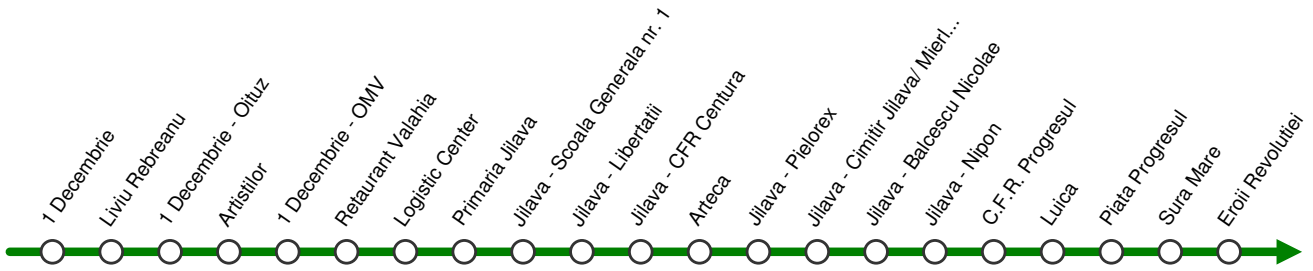 1 Decembrie
Liviu Rebreanu
1 Decembrie - Oituz
Artistilor
1 Decembrie - OMV
Retaurant Valahia
Logistic Center
Primaria Jilava
Jilava - Scoala Generala nr. 1
Jilava - Libertatii
Jilava - CFR Centura
Arteca
Jilava - Pielorex
Jilava - Cimitir Jilava/ Mierl...
Jilava - Balcescu Nicolae
Jilava - Nipon
C.F.R. Progresul
Luica
Piata Progresul
Sura Mare
Eroii Revolutiei